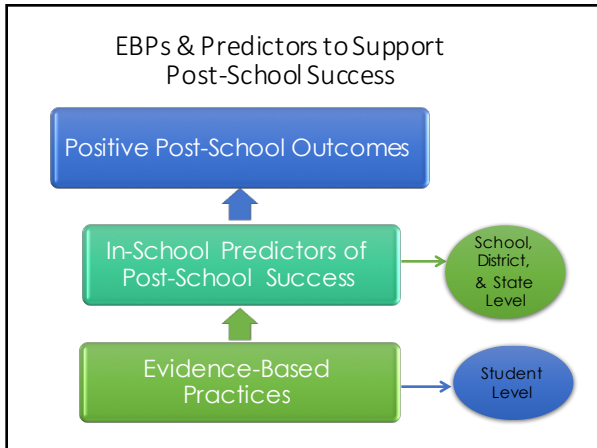 EBPs & Predictors to Support
Post-School Success
Positive Post-School Outcomes
In-School Predictors of
Post-School Success
School,
District,
& State
Level
Evidence-Based
Practices
Student
Level